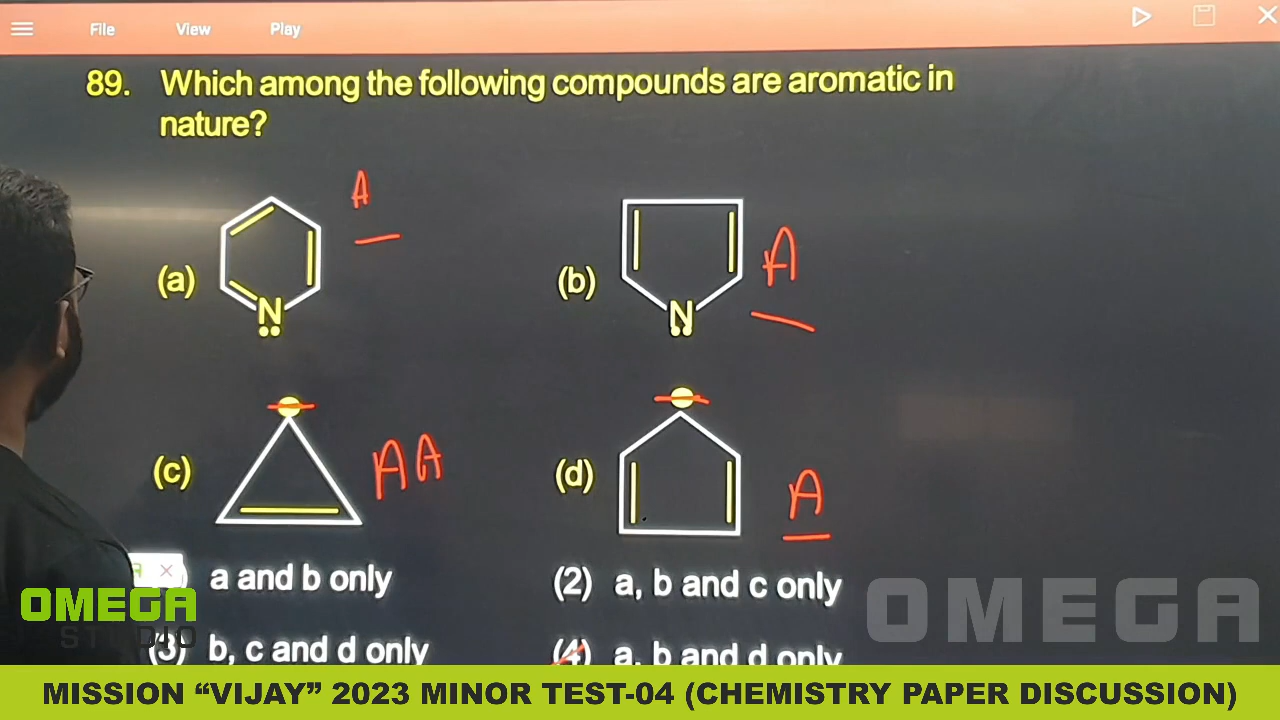 File View Play
89. Which among the following compounds are aromatic in
nature?
(a) N A
(b) N A
(c) AA
(d) A
a and b only
(2) a, b and c only
(3) b, c and d only
(4) a, b and d only
OMEGA
STUDIO
OMEGA
MISSION “VIJAY” 2023 MINOR TEST-04 (CHEMISTRY PAPER DISCUSSION)